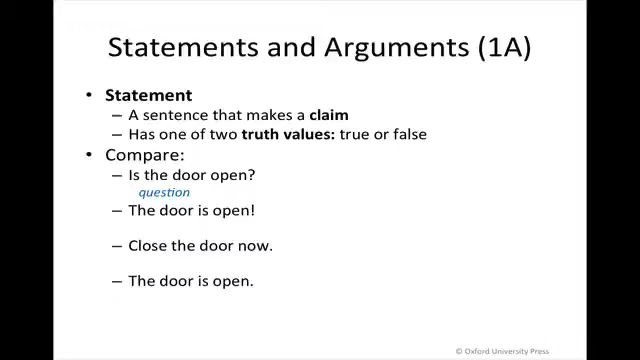 Statements and Arguments (1A)
• Statement
– A sentence that makes a claim
– Has one of two truth values: true or false
• Compare:
– Is the door open?
question
– The door is open!
– Close the door now.
– The door is open.
© Oxford University Press